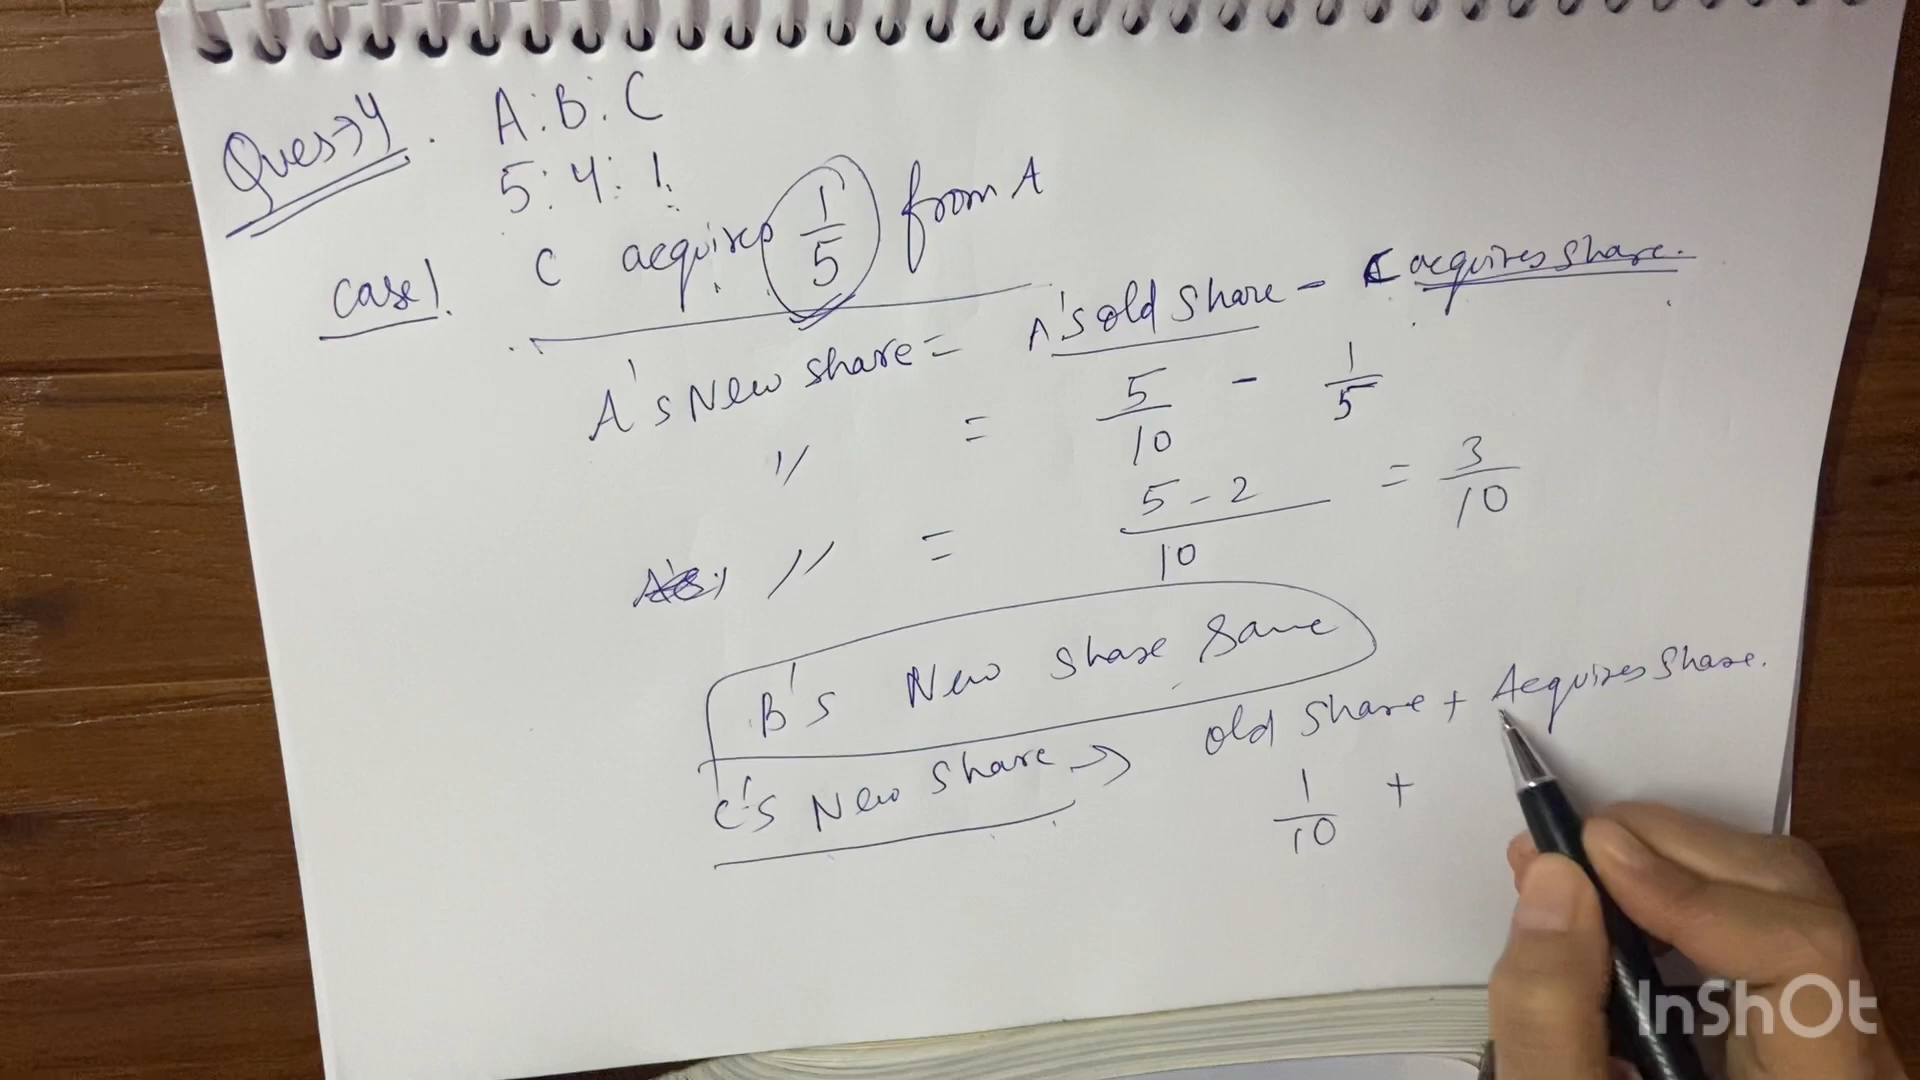 Ques→4. A:B:C
5:4:1
Case 1. C acquires 1/5 from A
A's New share = A's old share - C acquires share.
" = 5/10 - 1/5
" = 5-2/10 = 3/10
B's New share same
C's New share → old share + Acquires share.
1/10 +
InShOt